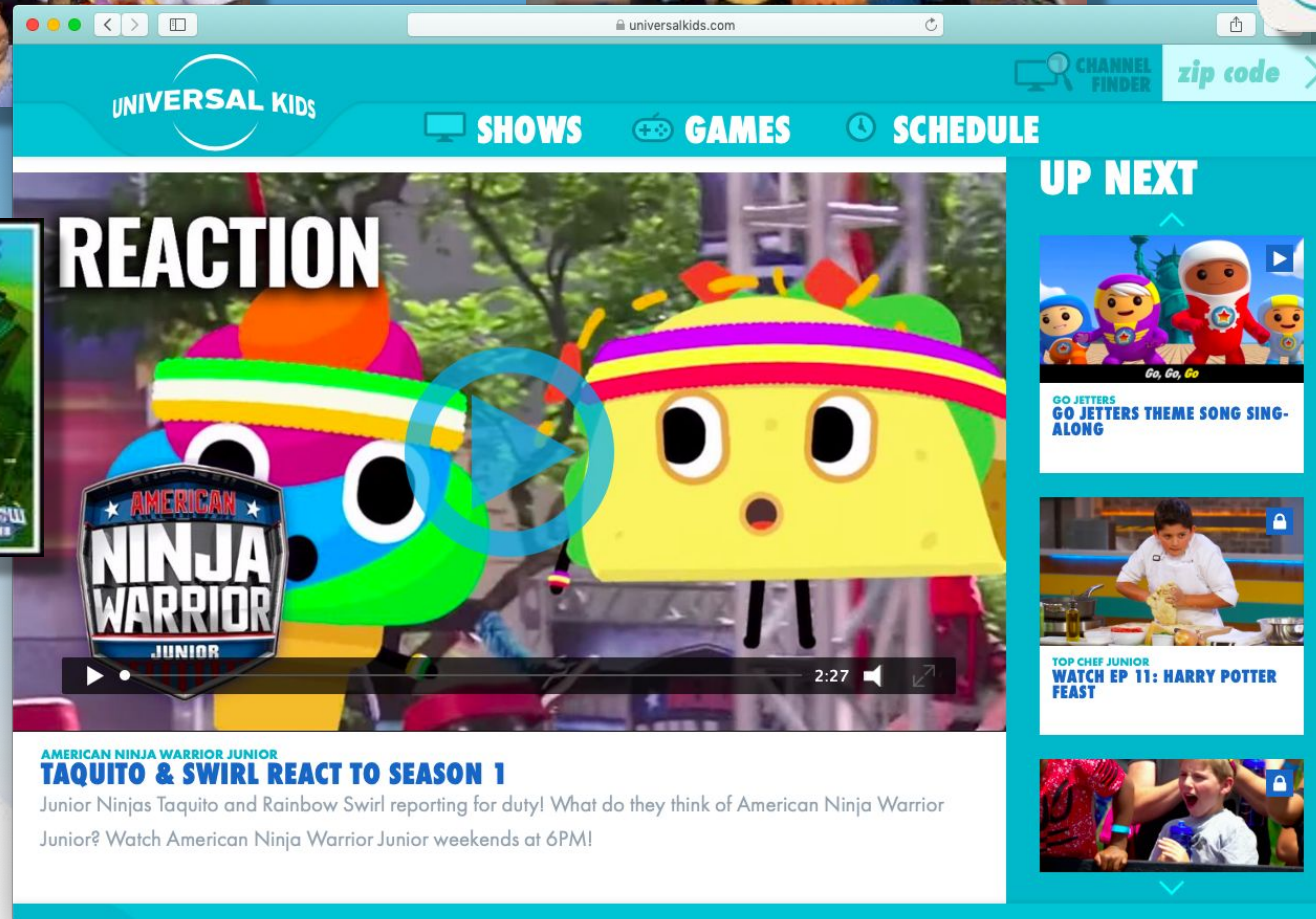 universalkids.com
UNIVERSAL KIDS
CHANNEL
FINDER
zip code
SHOWS
GAMES
SCHEDULE
REACTION
AMERICAN
NINJA
WARRIOR
JUNIOR
2:27
AMERICAN NINJA WARRIOR JUNIOR
TAQUITO & SWIRL REACT TO SEASON 1
Junior Ninjas Taquito and Rainbow Swirl reporting for duty! What do they think of American Ninja Warrior
Junior? Watch American Ninja Warrior Junior weekends at 6PM!
UP NEXT
Go, Go, Go
GO JETTERS
GO JETTERS THEME SONG SING-
ALONG
TOP CHEF JUNIOR
WATCH EP 11: HARRY POTTER
FEAST